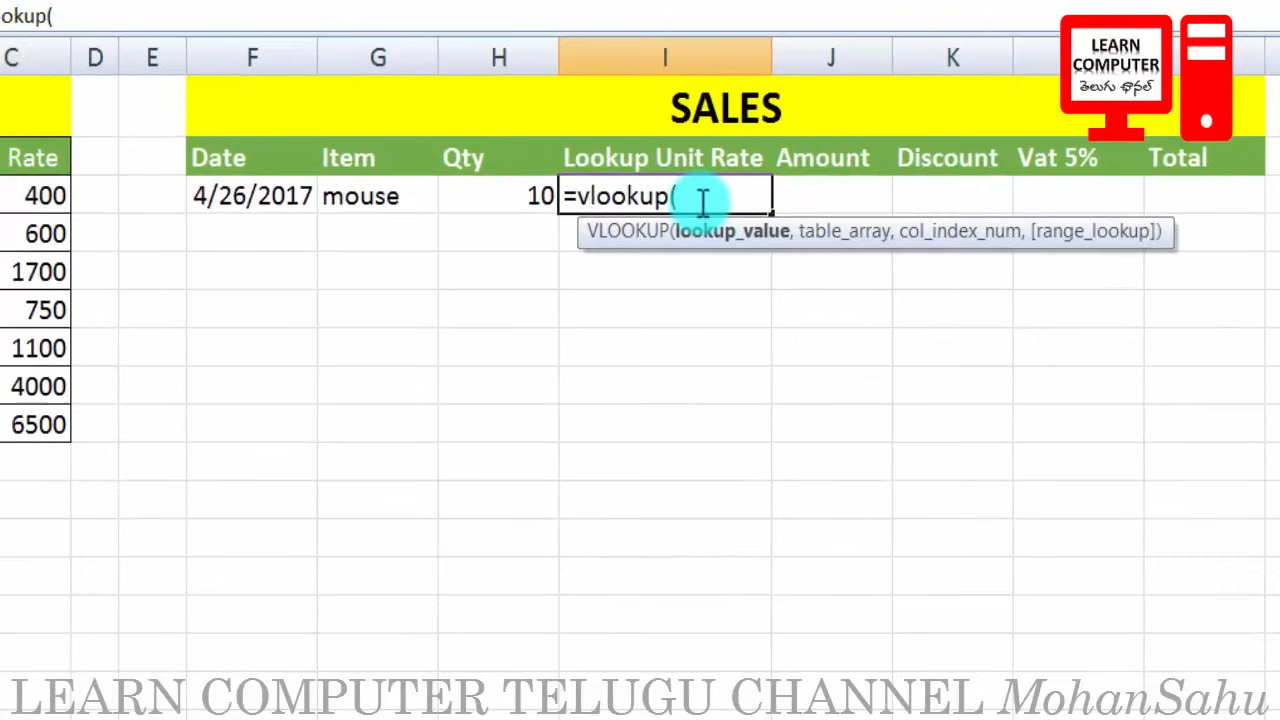 ookup(
LEARN
COMPUTER
తెలుగు ఛానల్
C D E F G H I J K
SALES
Rate Date Item Qty Lookup Unit Rate Amount Discount Vat 5% Total
400 4/26/2017 mouse 10 =vlookup(
600 VLOOKUP(lookup_value, table_array, col_index_num, [range_lookup])
1700
750
1100
4000
6500
LEARN COMPUTER TELUGU CHANNEL MohanSahu